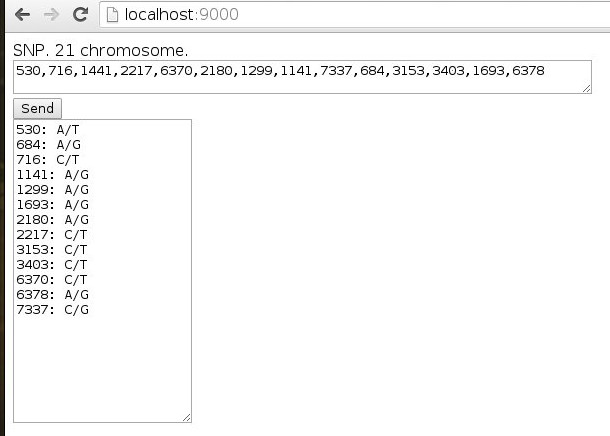 localhost:9000
SNP. 21 chromosome.
530,716,1441,2217,6370,2180,1299,1141,7337,684,3153,3403,1693,6378
Send
530: A/T
684: A/G
716: C/T
1141: A/G
1299: A/G
1693: A/G
2180: A/G
2217: C/T
3153: C/T
3403: C/T
6370: C/T
6378: A/G
7337: C/G